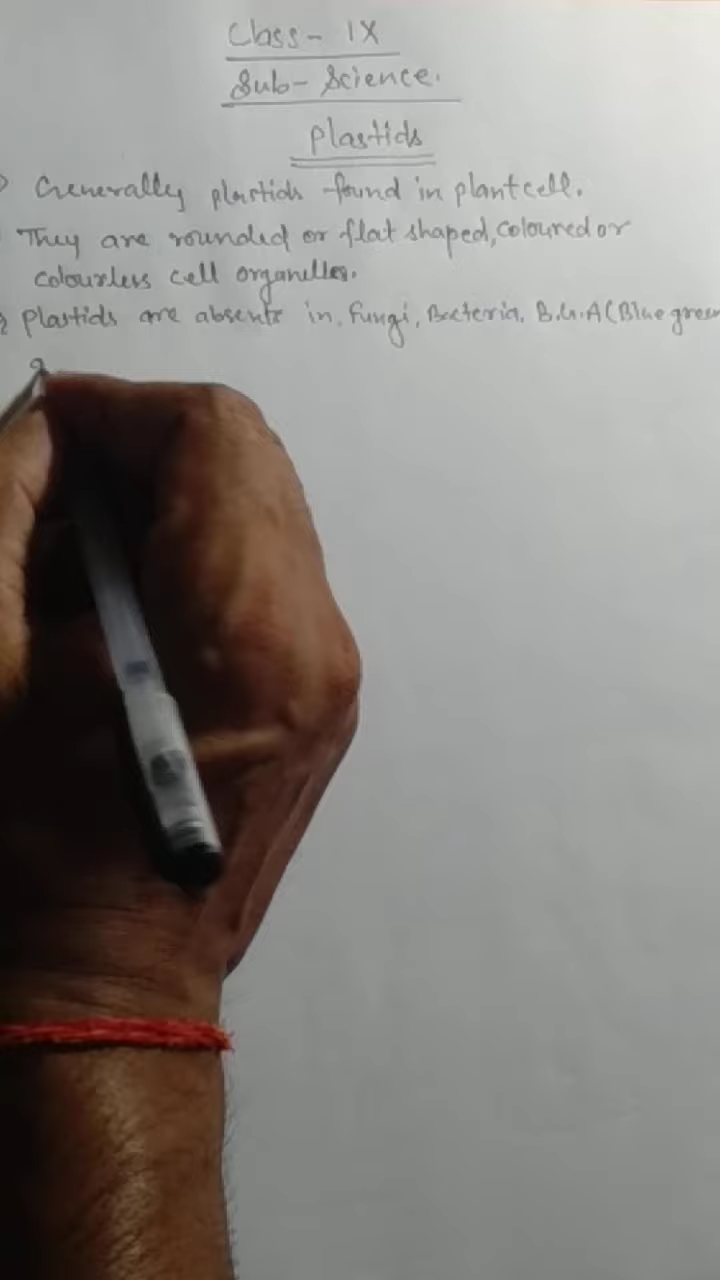 Class - IX
Sub - Science.
Plastids
Generally plastids found in plant cell.
They are rounded or flat shaped, coloured or
colourless cell organelles.
Plastids are absents in, Fungi, Bacteria, B.G.A (Blue green